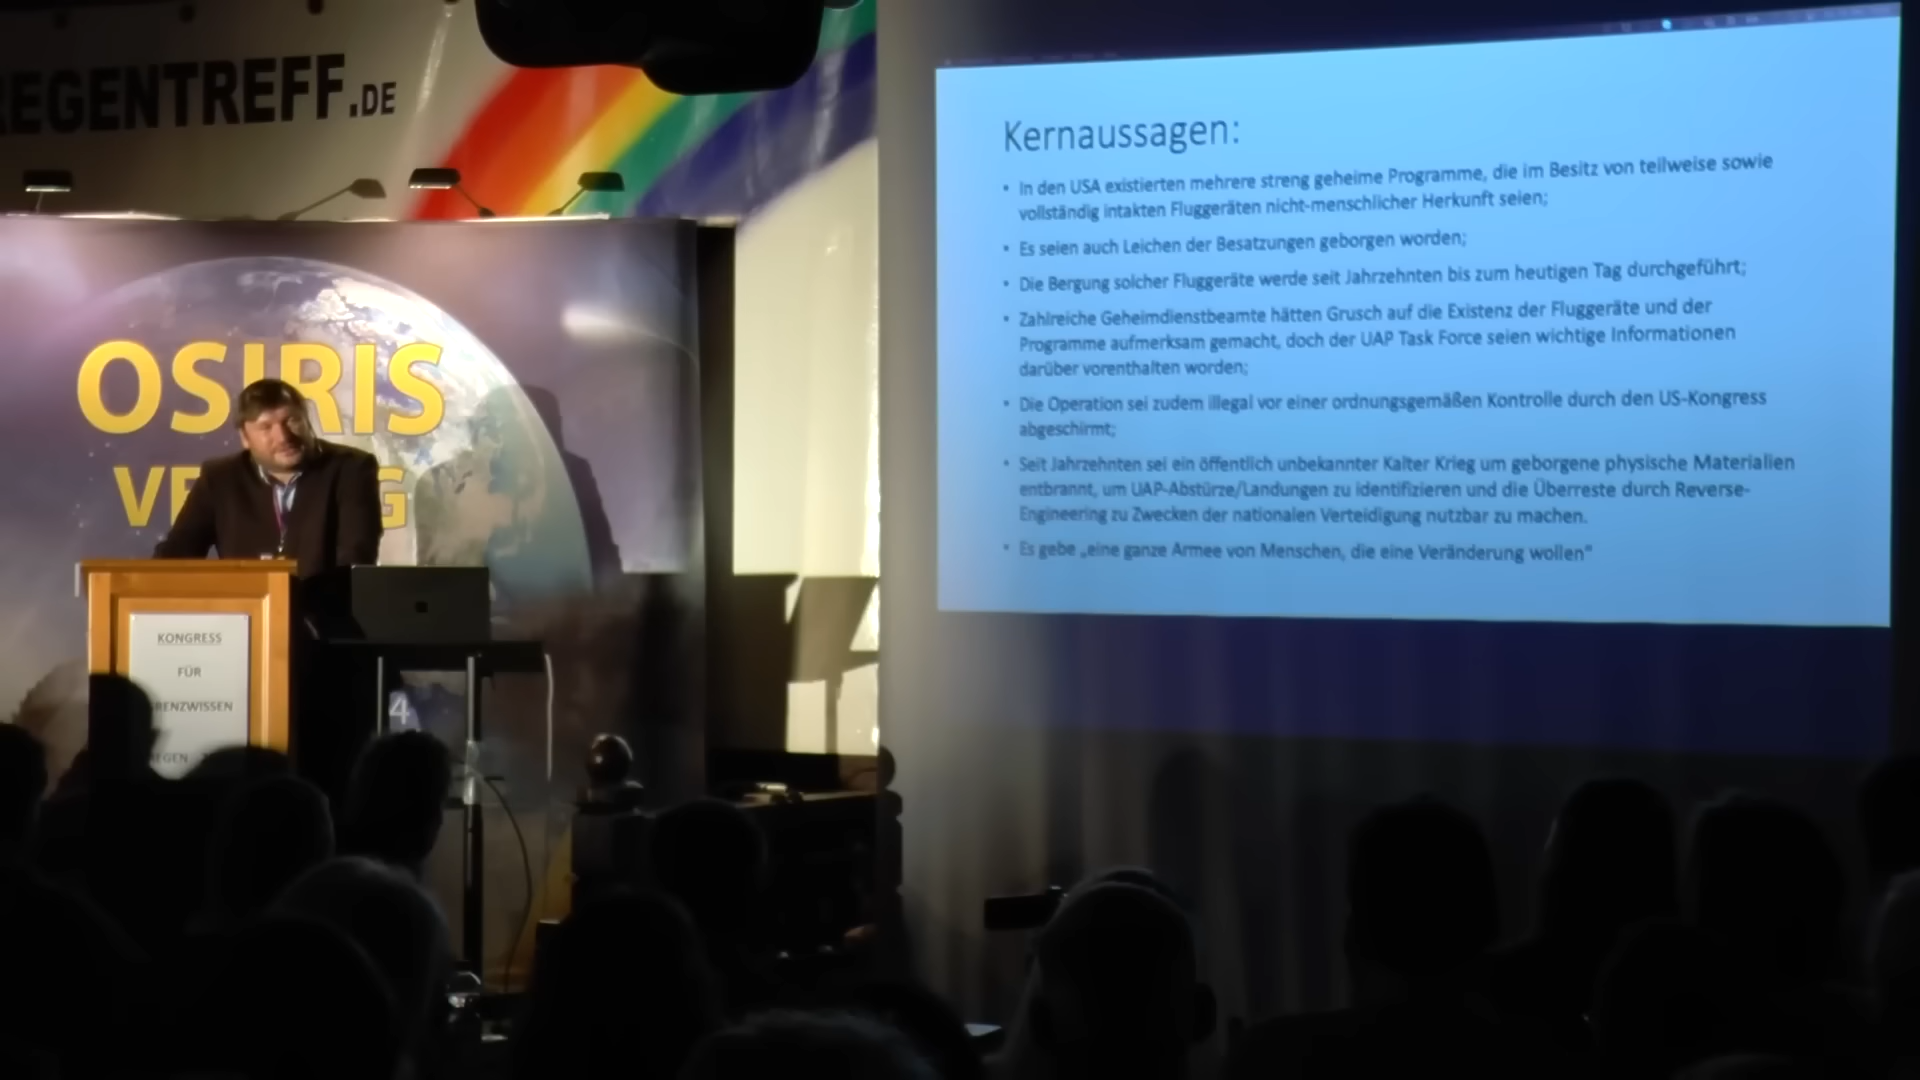 REGENTREFF.DE
OSIRIS
KONGRESS
FÜR
RENZWISSEN
EGEN
4
Kernaussagen:
• In den USA existierten mehrere streng geheime Programme, die im Besitz von teilweise sowie
vollständig intakten Fluggeräten nicht-menschlicher Herkunft seien;
• Es seien auch Leichen der Besatzungen geborgen worden;
• Die Bergung solcher Fluggeräte werde seit Jahrzehnten bis zum heutigen Tag durchgeführt;
• Zahlreiche Geheimdienstbeamte hätten Grusch auf die Existenz der Fluggeräte und der
Programme aufmerksam gemacht, doch der UAP Task Force seien wichtige Informationen
darüber vorenthalten worden;
• Die Operation sei zudem illegal vor einer ordnungsgemäßen Kontrolle durch den US-Kongress
abgeschirmt;
• Seit Jahrzehnten sei ein öffentlich unbekannter Kalter Krieg um geborgene physische Materialien
entbrannt, um UAP-Abstürze/Landungen zu identifizieren und die Überreste durch Reverse-
Engineering zu Zwecken der nationalen Verteidigung nutzbar zu machen.
• Es gebe „eine ganze Armee von Menschen, die eine Veränderung wollen“